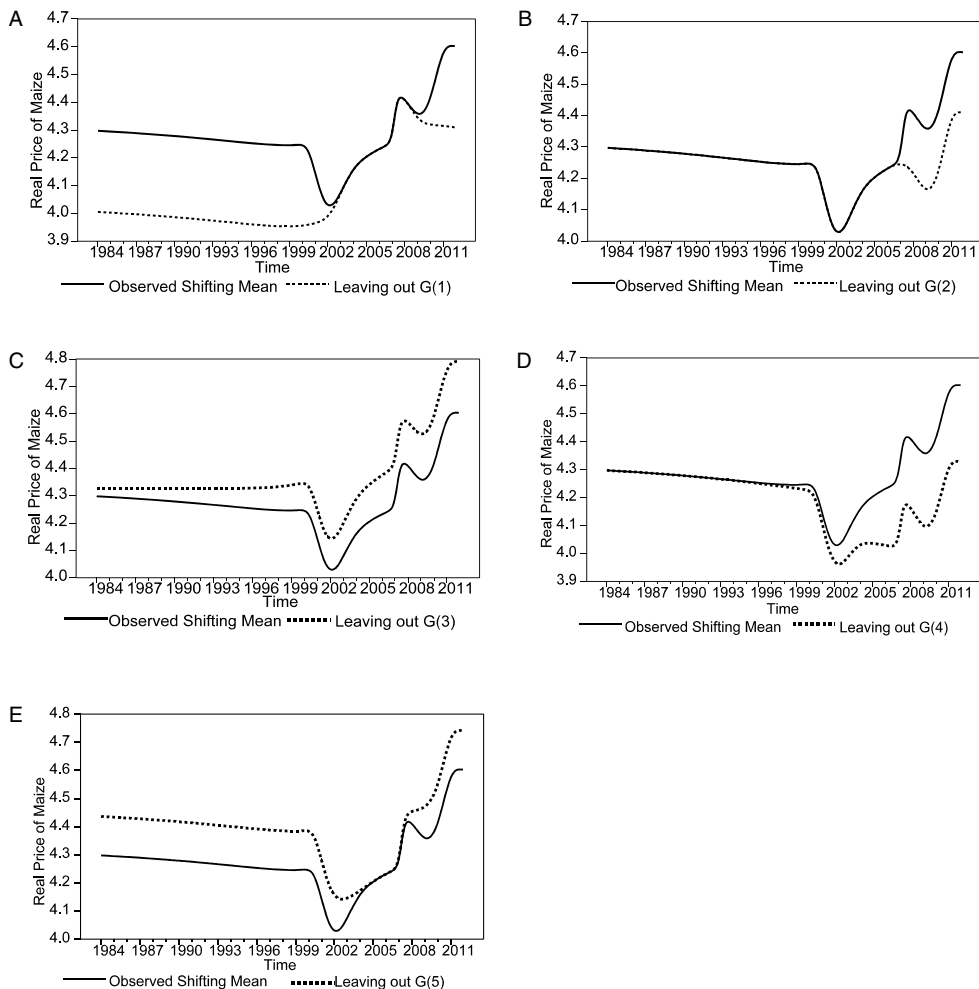 A
Real Price of Maize
4.7
4.6
4.5
4.4
4.3
4.2
4.1
4.0
3.9
1984 1987 1990 1993 1996 1999 2002 2005 2008 2011
Time
Observed Shifting Mean Leaving out G(1)
B
Real Price of Maize
4.7
4.6
4.5
4.4
4.3
4.2
4.1
4.0
1984 1987 1990 1993 1996 1999 2002 2005 2008 2011
Time
Observed Shifting Mean Leaving out G(2)
C
Real Price of Maize
4.8
4.7
4.6
4.5
4.4
4.3
4.2
4.1
4.0
1984 1987 1990 1993 1996 1999 2002 2005 2008 2011
Time
Observed Shifting Mean Leaving out G(3)
D
Real Price of Maize
4.7
4.6
4.5
4.4
4.3
4.2
4.1
4.0
3.9
1984 1987 1990 1993 1996 1999 2002 2005 2008 2011
Time
Observed Shifting Mean Leaving out G(4)
E
Real Price of Maize
4.8
4.7
4.6
4.5
4.4
4.3
4.2
4.1
4.0
1984 1987 1990 1993 1996 1999 2002 2005 2008 2011
Time
Observed Shifting Mean Leaving out G(5)